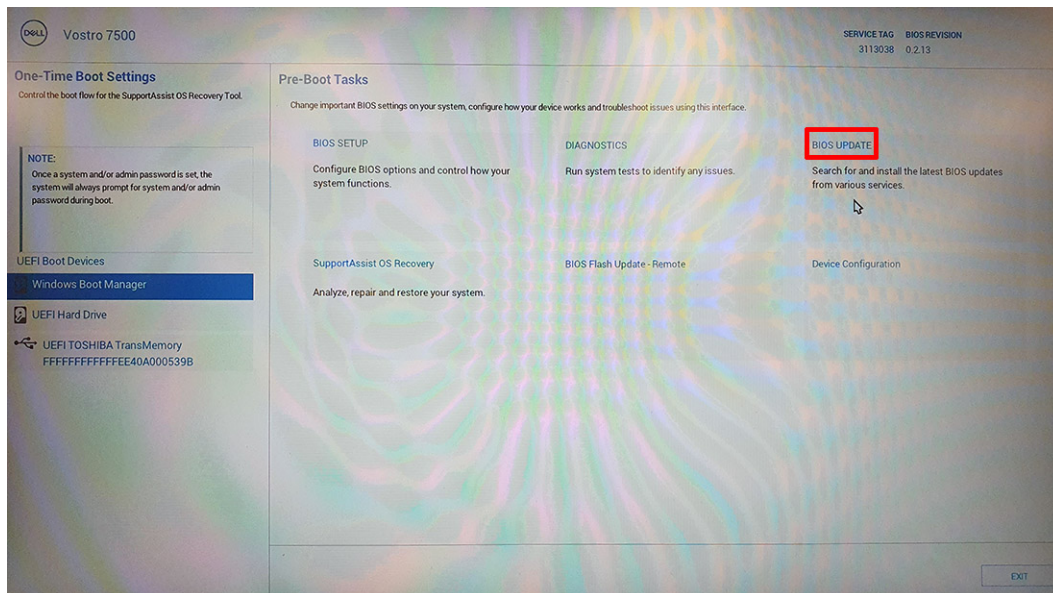 DELL
Vostro 7500
SERVICE TAG BIOS REVISION
3113038 0.2.13
One-Time Boot Settings
Control the boot flow for the SupportAssist OS Recovery Tool.
NOTE:
Once a system and/or admin password is set, the
system will always prompt for system and/or admin
password during boot.
UEFI Boot Devices
Windows Boot Manager
UEFI Hard Drive
UEFI TOSHIBA TransMemory
FFFFFFFFFFFFEE40A000539B
Pre-Boot Tasks
Change important BIOS settings on your system, configure how your device works and troubleshoot issues using this interface.
BIOS SETUP
Configure BIOS options and control how your
system functions.
DIAGNOSTICS
Run system tests to identify any issues.
BIOS UPDATE
Search for and install the latest BIOS updates
from various services.
SupportAssist OS Recovery
Analyze, repair and restore your system.
BIOS Flash Update - Remote
Device Configuration
EXIT